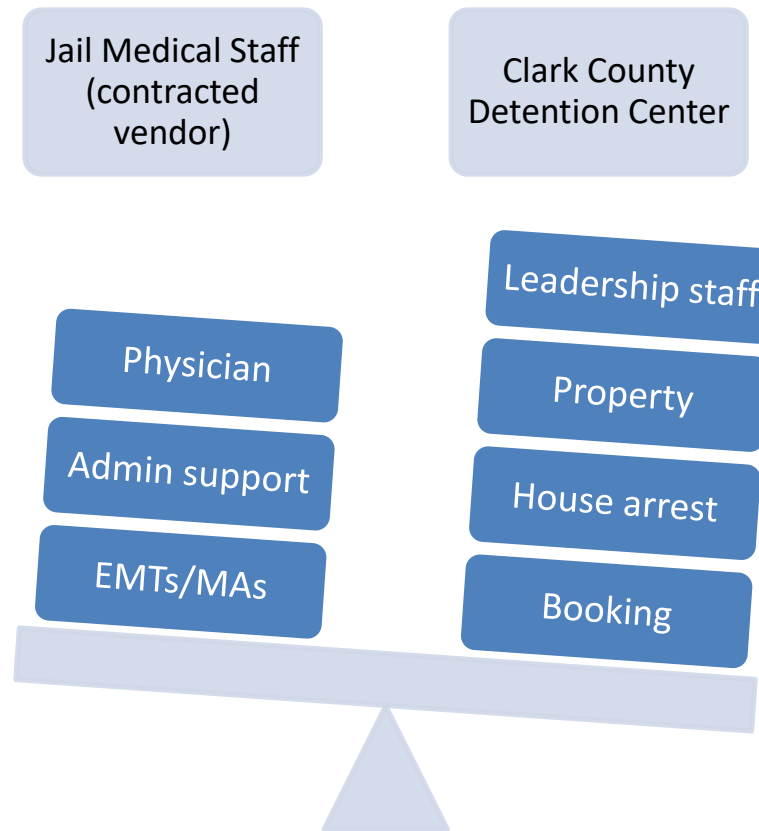 Jail Medical Staff
(contracted
vendor)
Clark County
Detention Center
Physician
Admin support
EMTs/MAs
Leadership staff
Property
House arrest
Booking